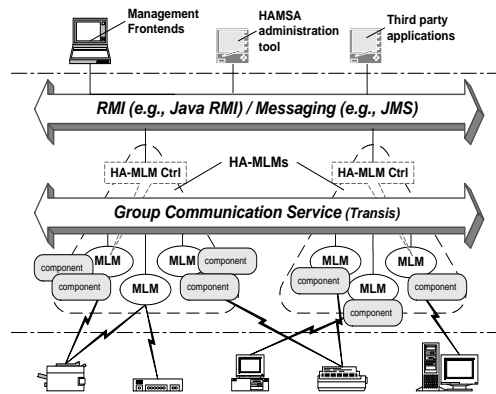 Management
Frontends
HAMSA
administration
tool
Third party
applications
RMI (e.g., Java RMI) / Messaging (e.g., JMS)
HA-MLM Ctrl
HA-MLMs
HA-MLM Ctrl
Group Communication Service (Transis)
MLM
MLM
MLM
MLM
component
component
component
component
component
MLM
MLM
component
component
component